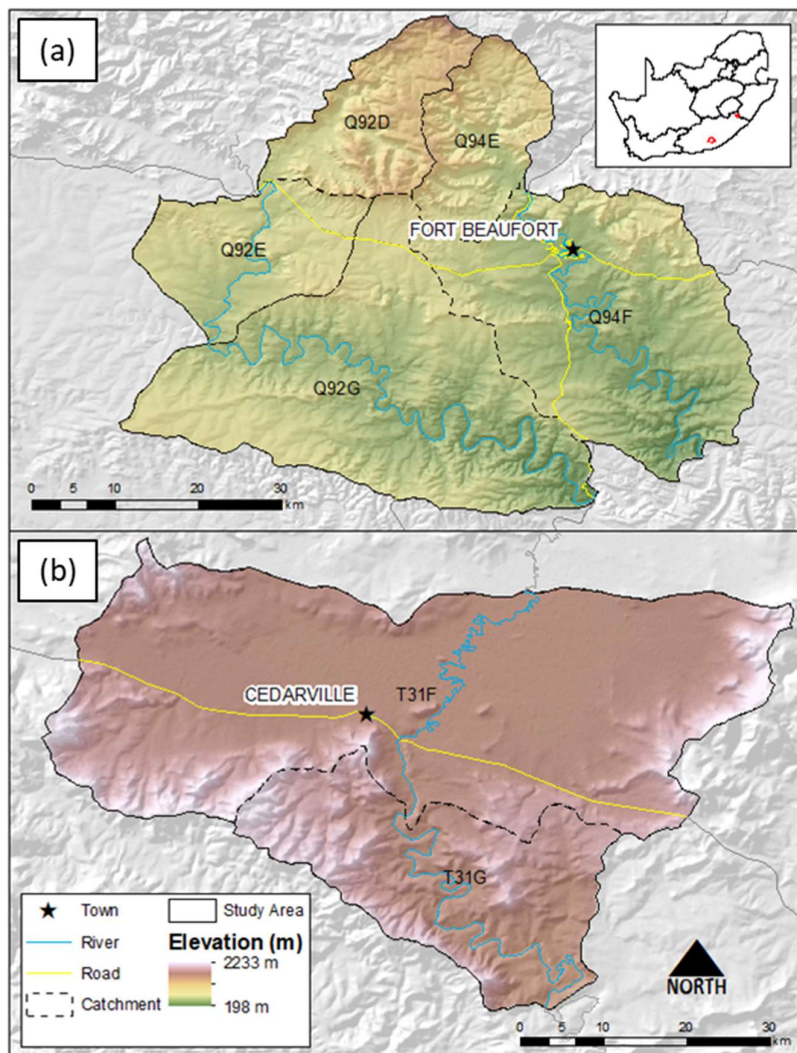 (a)
Q92D
Q94E
FORT BEAUFORT
Q92E
Q94F
Q92G
0 5 10 20 30
km
(b)
CEDARVILLE
T31F
T31G
Town
River
Road
Catchment
Study Area
Elevation (m)
2233 m
198 m
NORTH
0 5 10 20 30
km